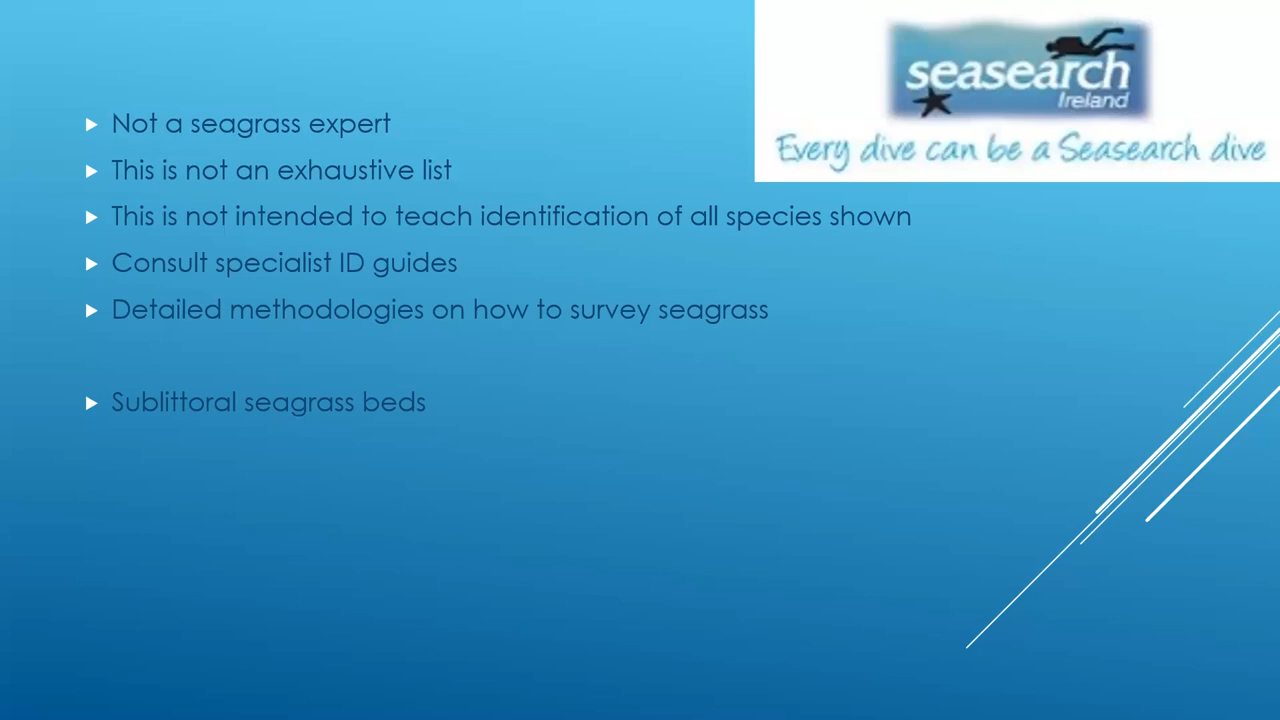 seasearch
Ireland
Every dive can be a Seasearch dive
Not a seagrass expert
This is not an exhaustive list
This is not intended to teach identification of all species shown
Consult specialist ID guides
Detailed methodologies on how to survey seagrass
Sublittoral seagrass beds